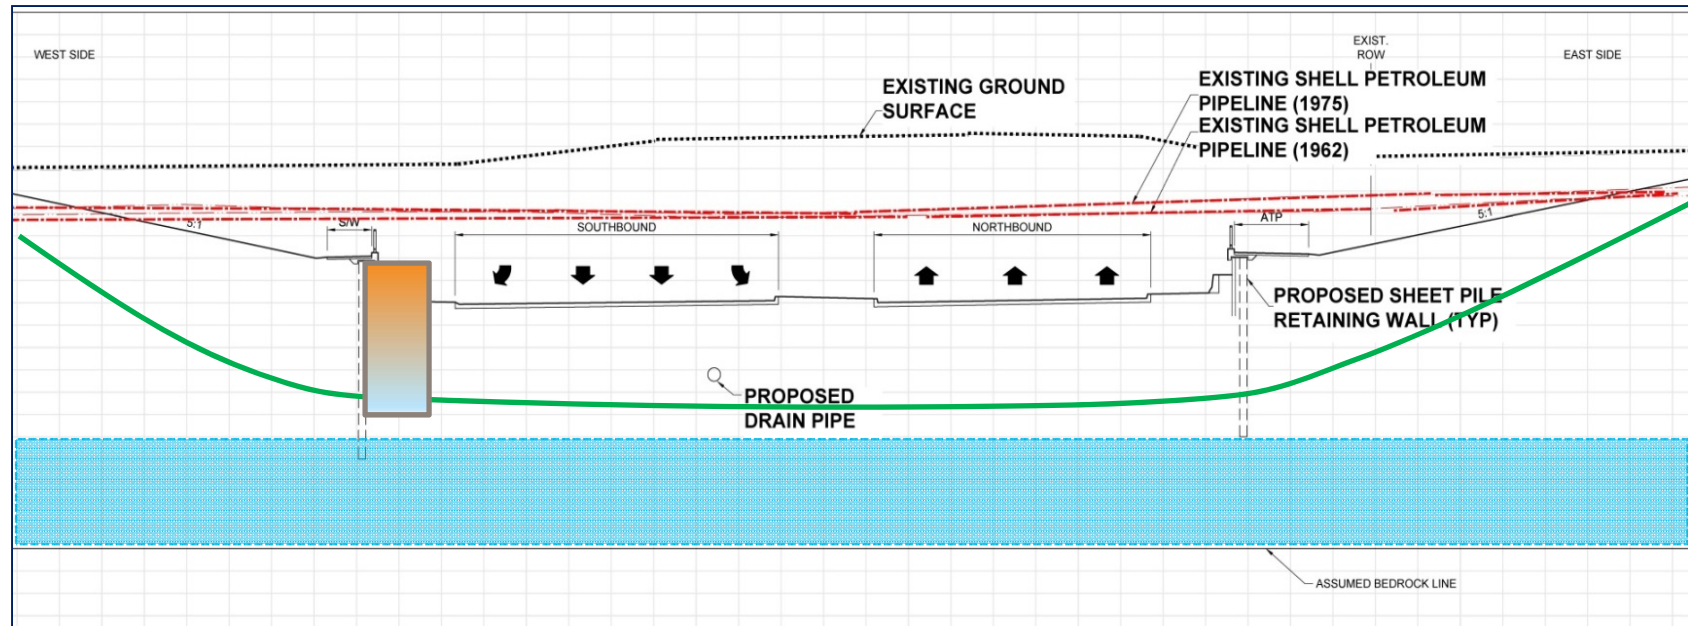 WEST SIDE
EXIST.
ROW
EAST SIDE
EXISTING GROUND
SURFACE
EXISTING SHELL PETROLEUM
PIPELINE (1975)
EXISTING SHELL PETROLEUM
PIPELINE (1962)
5:1
S/W
SOUTHBOUND
NORTHBOUND
ATP
5:1
PROPOSED SHEET PILE
RETAINING WALL (TYP)
PROPOSED
DRAIN PIPE
ASSUMED BEDROCK LINE